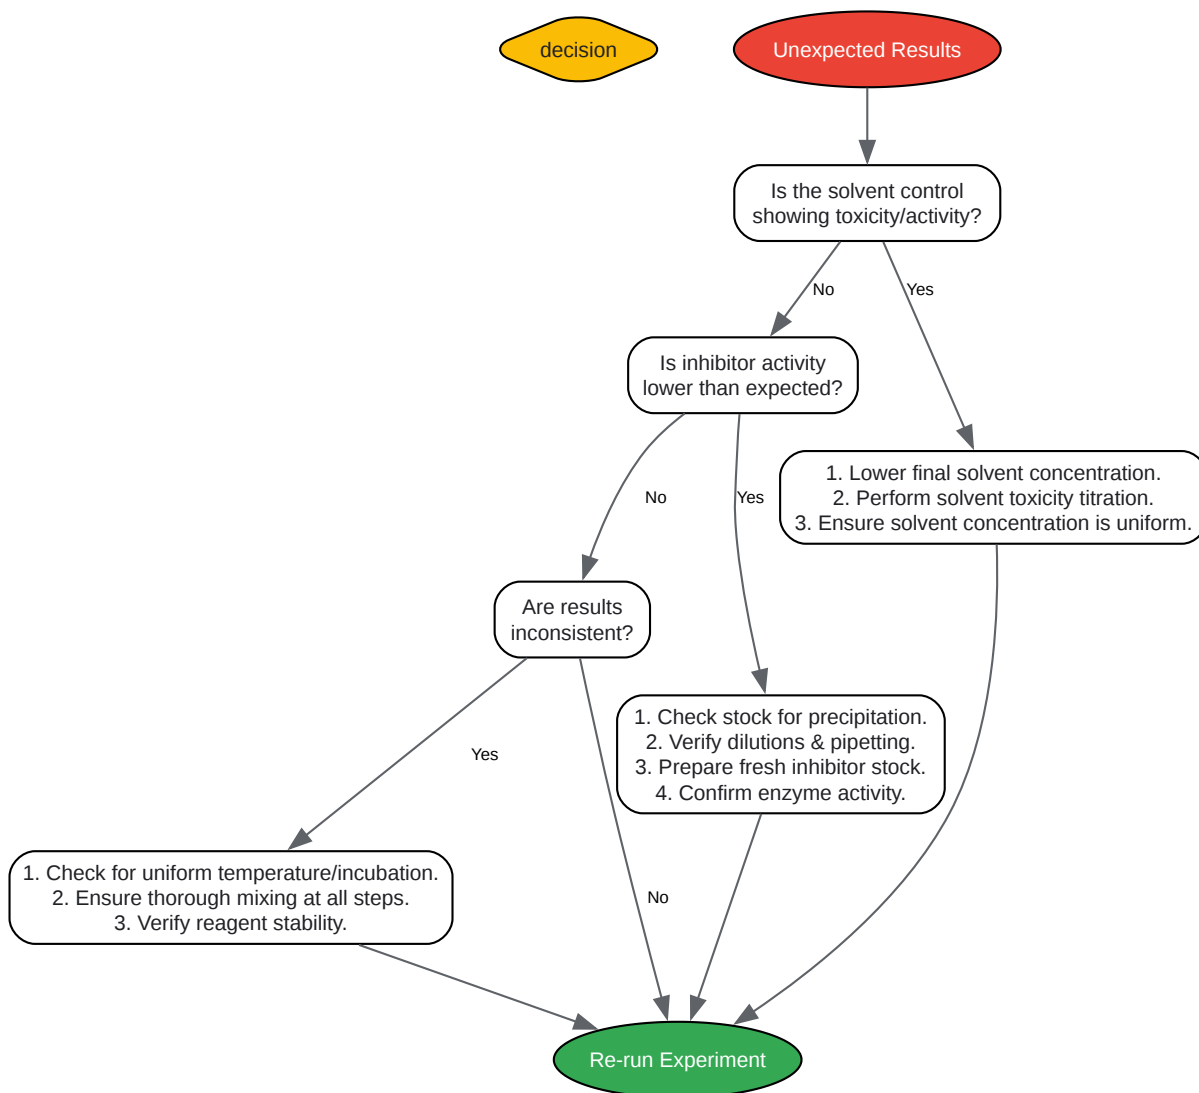 decision
Unexpected Results
Is the solvent control
showing toxicity/activity?
No
Yes
Is inhibitor activity
lower than expected?
1. Lower final solvent concentration.
2. Perform solvent toxicity titration.
3. Ensure solvent concentration is uniform.
No
Yes
Are results
inconsistent?
1. Check stock for precipitation.
2. Verify dilutions & pipetting.
3. Prepare fresh inhibitor stock.
4. Confirm enzyme activity.
Yes
1. Check for uniform temperature/incubation.
2. Ensure thorough mixing at all steps.
3. Verify reagent stability.
No
Re-run Experiment